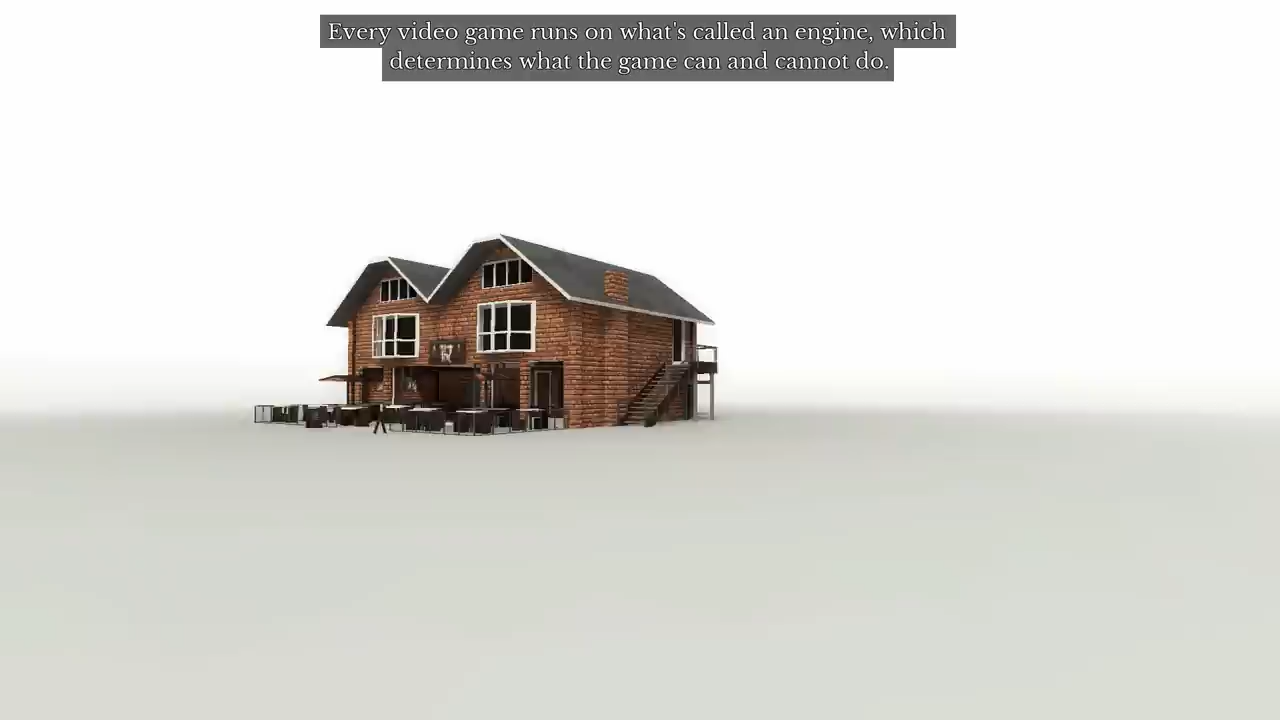 Every video game runs on what's called an engine, which
determines what the game can and cannot do.